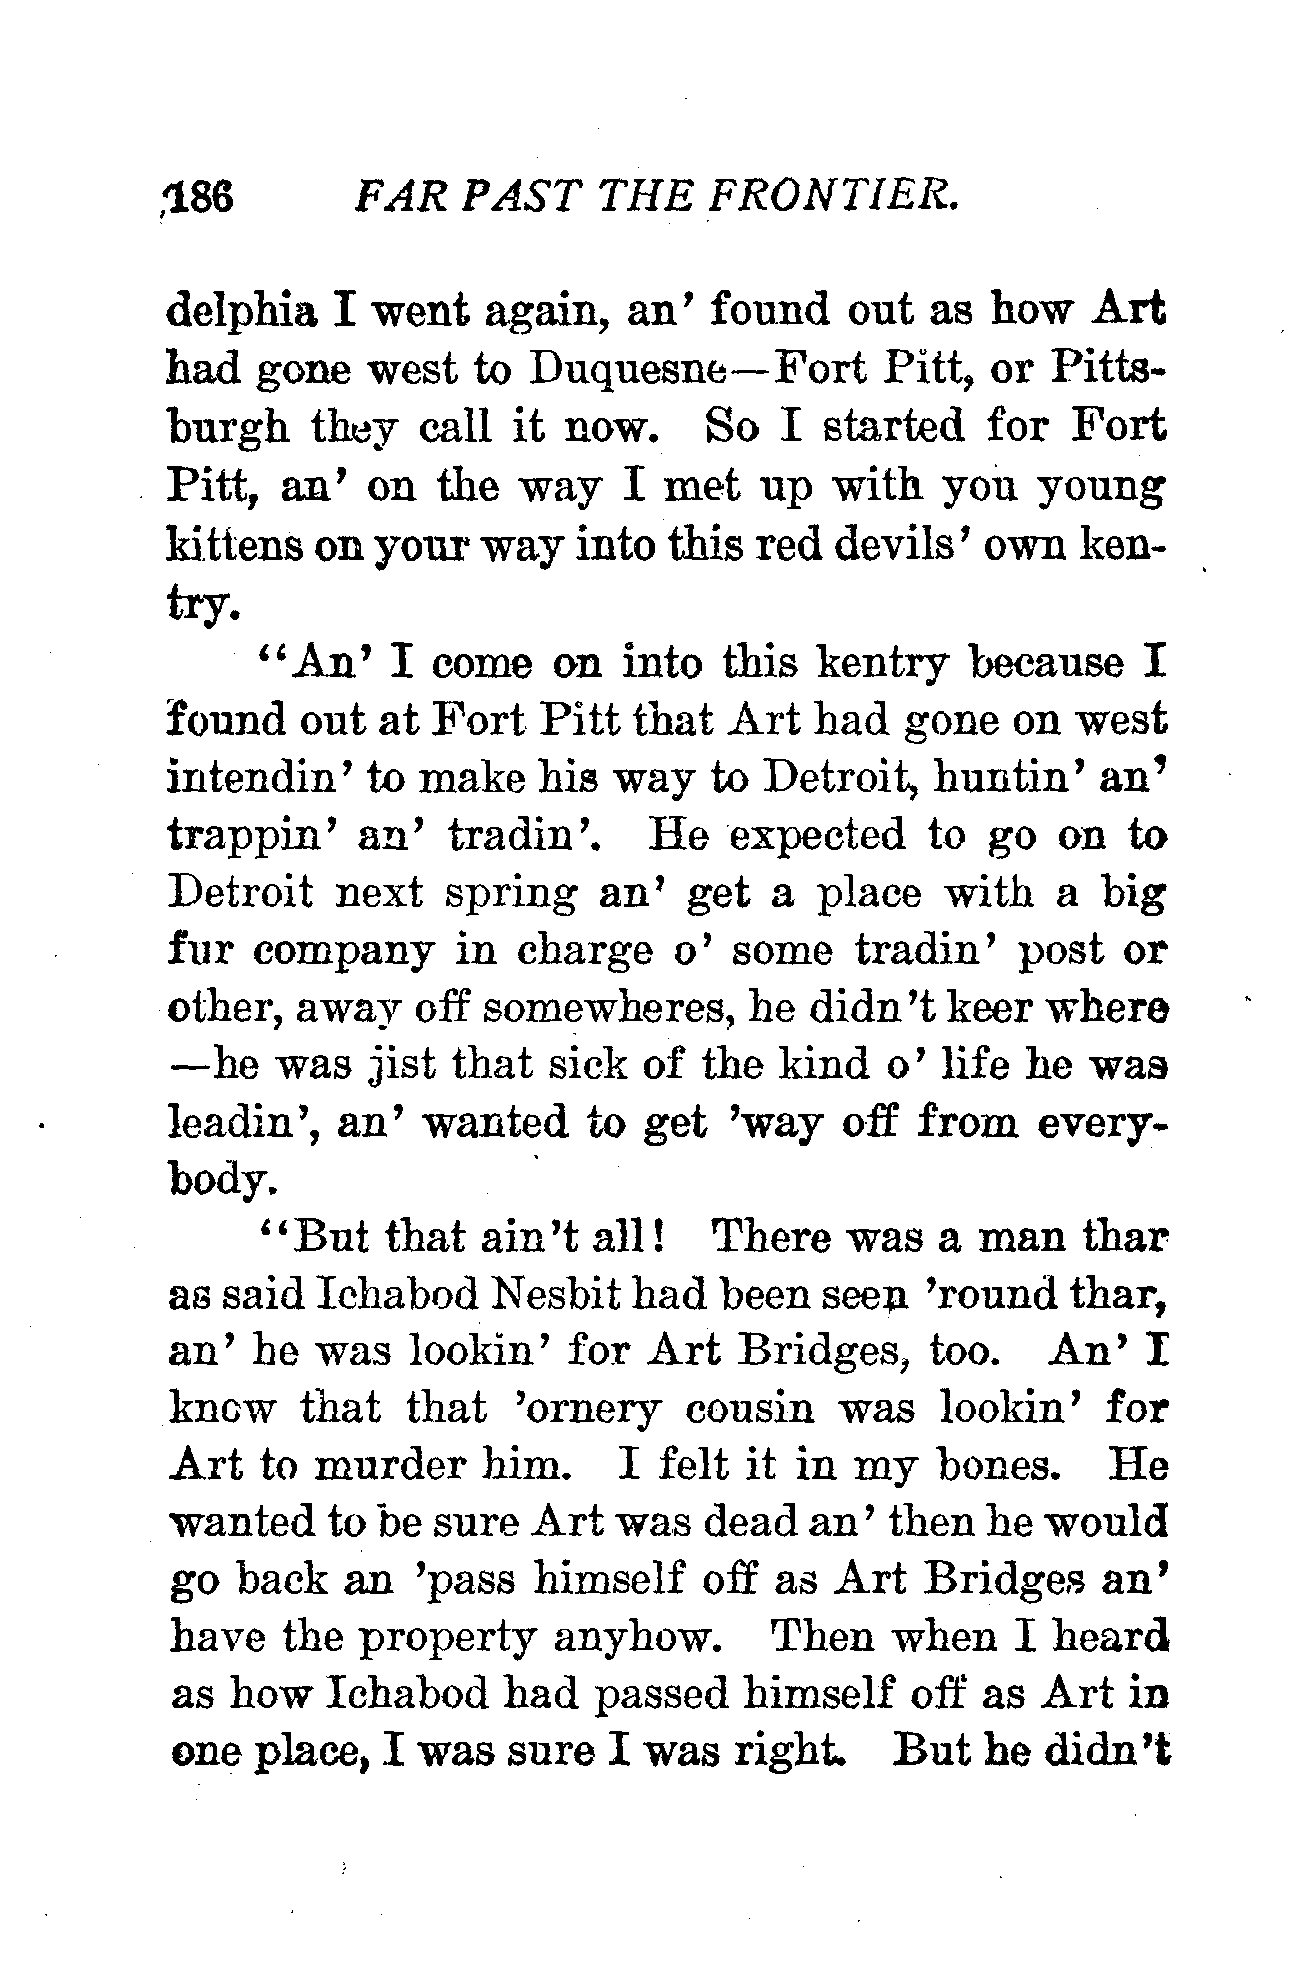 186 FAR PAST THE FRONTIER.
delphia I went again, an' found out as how Art
had gone west to Duquesne—Fort Pitt, or Pitts-
burgh they call it now. So I started for Fort
Pitt, an' on the way I met up with you young
kittens on your way into this red devils' own ken-
try.
"An' I come on into this kentry because I
found out at Fort Pitt that Art had gone on west
intendin' to make his way to Detroit, huntin' an'
trappin' an' tradin'. He expected to go on to
Detroit next spring an' get a place with a big
fur company in charge o' some tradin' post or
other, away off somewheres, he didn't keer where
—he was jist that sick of the kind o' life he was
leadin', an' wanted to get 'way off from every-
body.
"But that ain't all! There was a man thar
as said Ichabod Nesbit had been seen 'round thar,
an' he was lookin' for Art Bridges, too. An' I
know that that 'ornery cousin was lookin' for
Art to murder him. I felt it in my bones. He
wanted to be sure Art was dead an' then he would
go back an 'pass himself off as Art Bridges an'
have the property anyhow. Then when I heard
as how Ichabod had passed himself off as Art in
one place, I was sure I was right. But he didn't